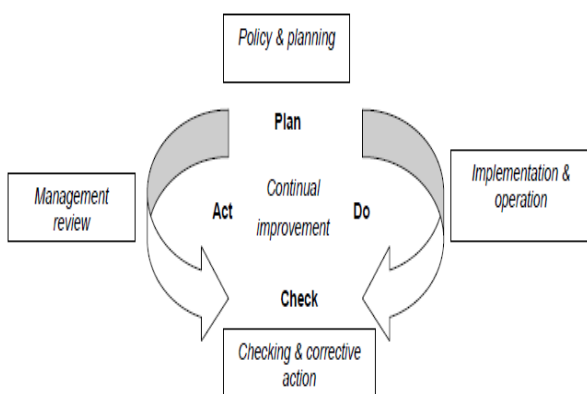 Policy & planning
Plan
Implementation &
operation
Management
review
Continual
improvement
Act
Do
Check
Checking & corrective
action